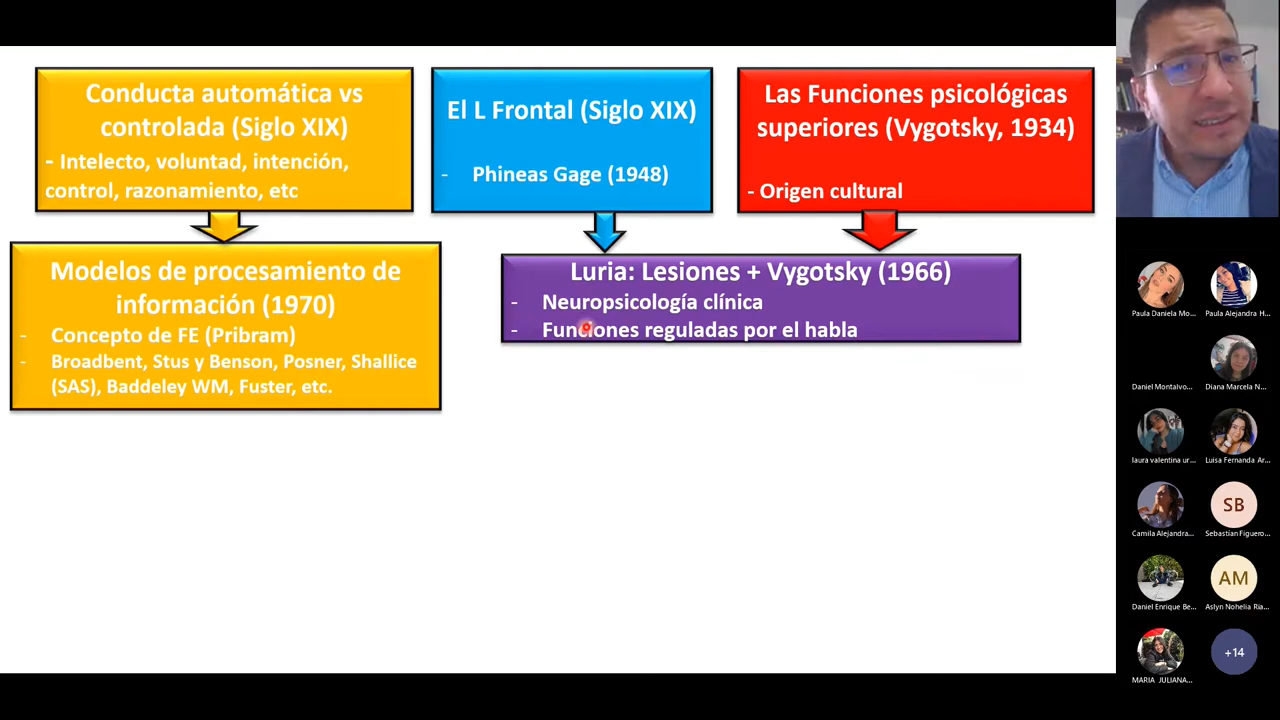 Conducta automática vs
controlada (Siglo XIX)
- Intelecto, voluntad, intención,
control, razonamiento, etc
El L Frontal (Siglo XIX)
- Phineas Gage (1948)
Las Funciones psicológicas
superiores (Vygotsky, 1934)
- Origen cultural
Modelos de procesamiento de
información (1970)
- Concepto de FE (Pribram)
- Broadbent, Stus y Benson, Posner, Shallice
(SAS), Baddeley WM, Fuster, etc.
Luria: Lesiones + Vygotsky (1966)
- Neuropsicología clínica
- Funciones reguladas por el habla
Paula Daniela Mo...
Paula Alejandra H...
Daniel Montalvo...
Diana Marcela N...
laura valentina ur...
Luisa Fernanda Ar...
Camila Alejandra...
SB
Sebastían Figuero...
Daniel Enrique Be...
AM
Aslyn Nohelia Ria...
MARIA JULIANA...
+14